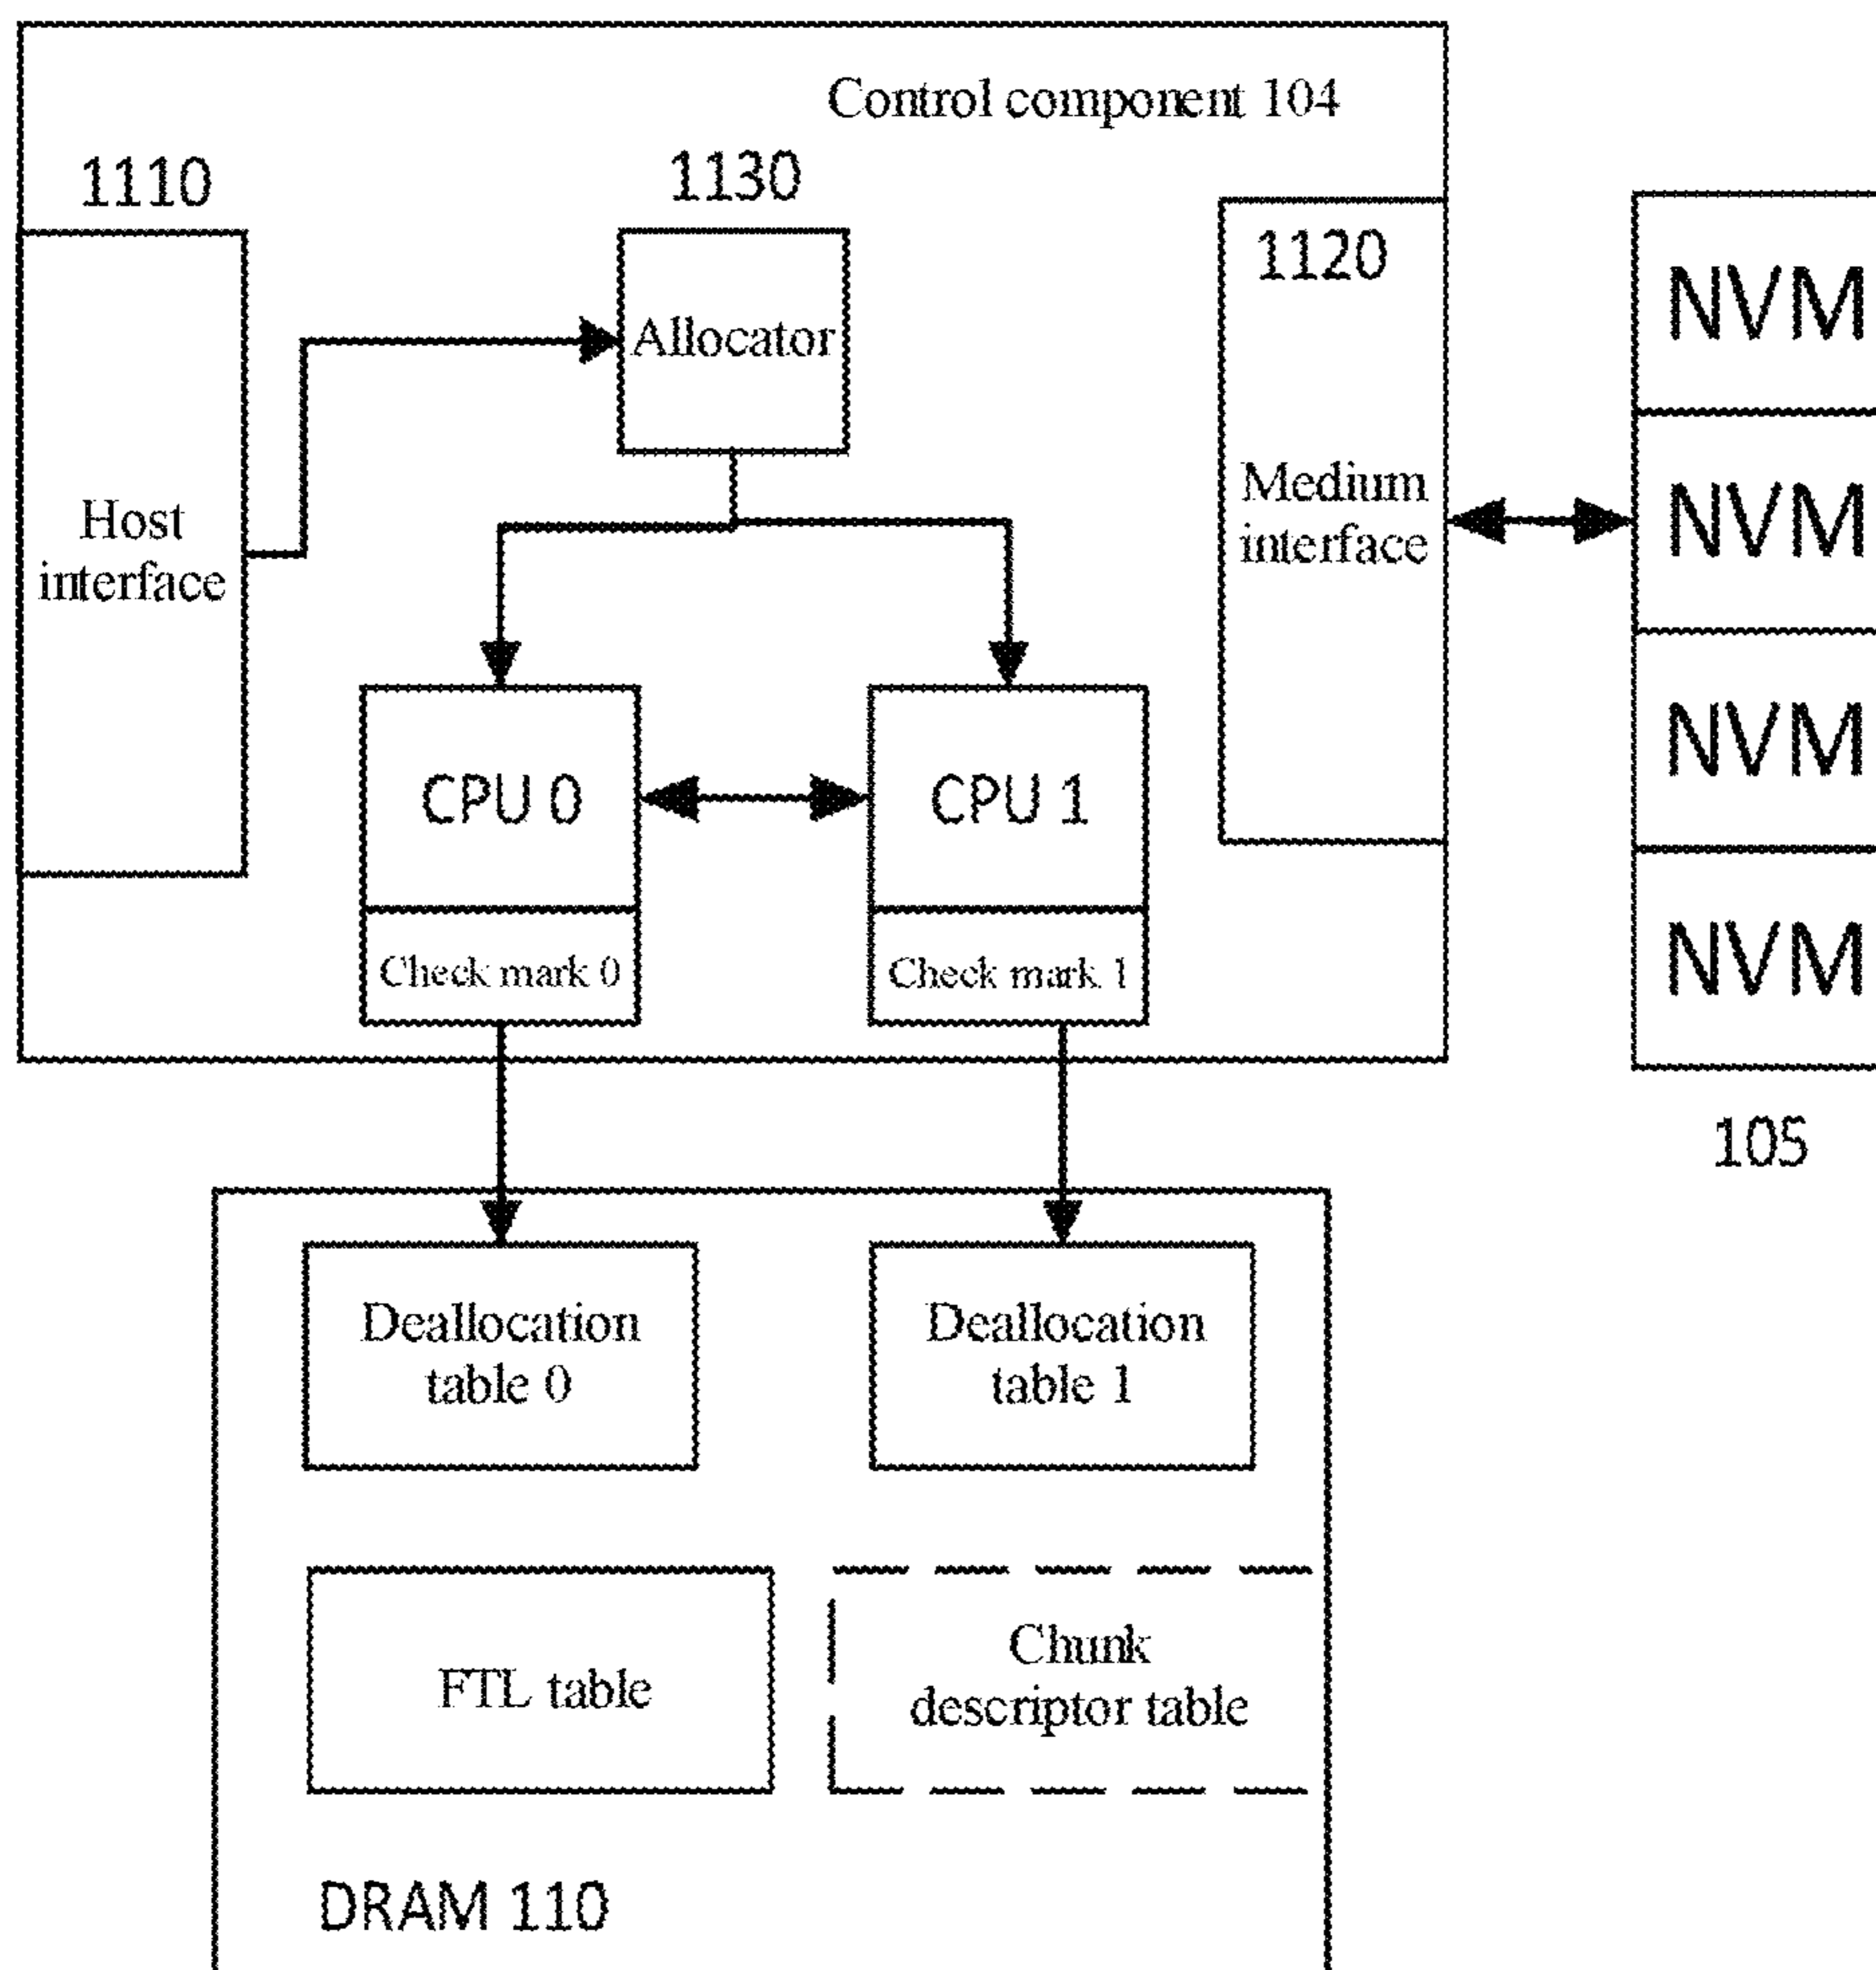 Control component 104
1110
1130
1120
Allocator
Host
interface
Medium
interface
NVM
NVM
NVM
NVM
105
CPU 0
CPU 1
Check mark 0
Check mark 1
Deallocation
table 0
Deallocation
table 1
FTL table
Chunk
descriptor table
DRAM 110